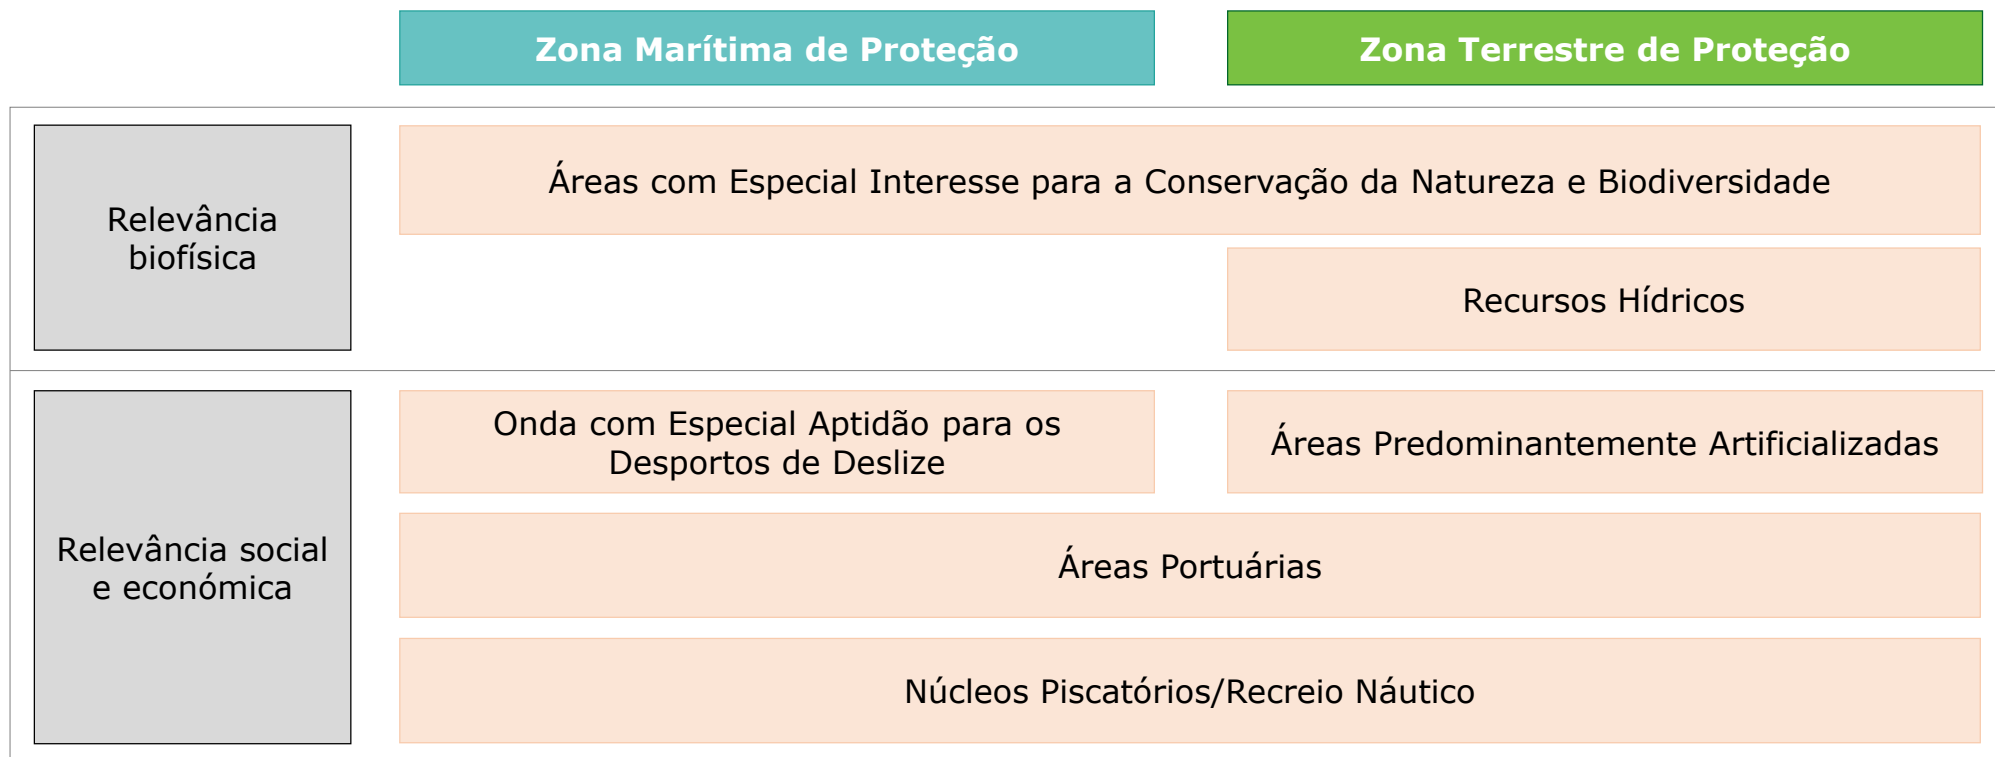 Zona Marítima de Proteção
Zona Terrestre de Proteção
Relevância
biofísica
Áreas com Especial Interesse para a Conservação da Natureza e Biodiversidade
Recursos Hídricos
Relevância social
e económica
Onda com Especial Aptidão para os
Desportos de Deslize
Áreas Predominantemente Artificializadas
Áreas Portuárias
Núcleos Piscatórios/Recreio Náutico